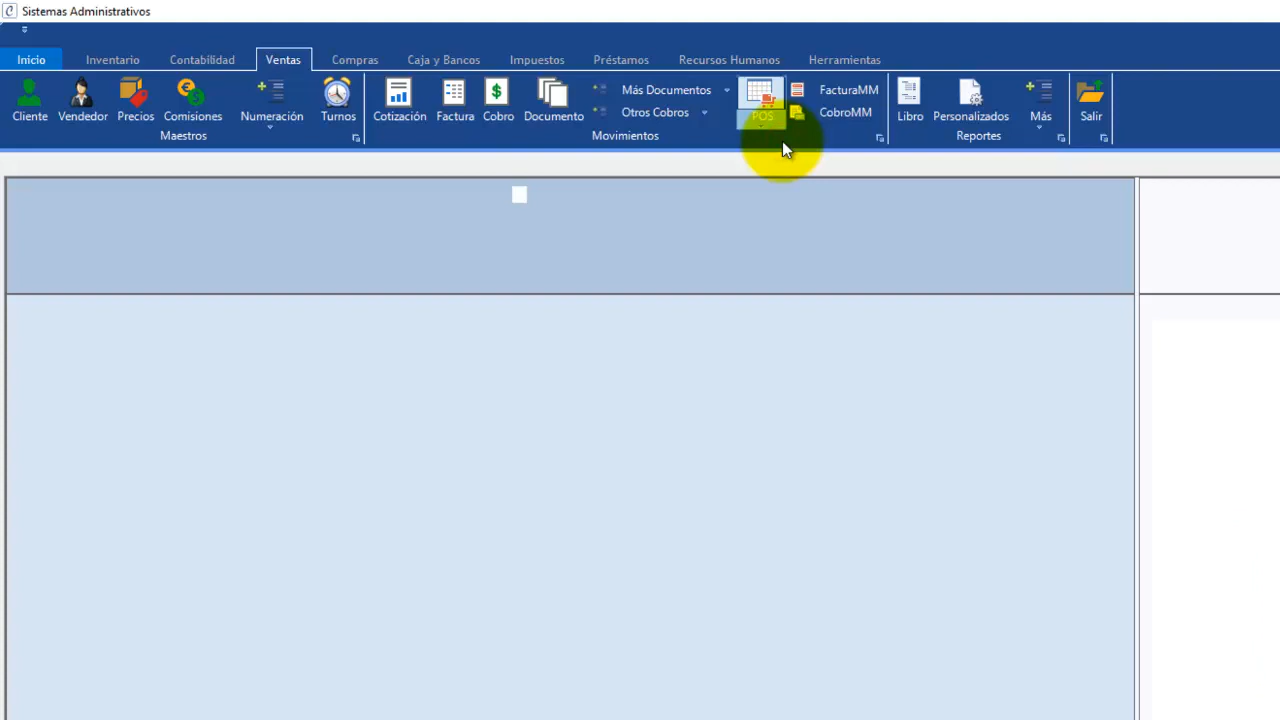 Sistemas Administrativos
Inicio Inventario Contabilidad Ventas Compras Caja y Bancos Impuestos Préstamos Recursos Humanos Herramientas
Cliente Vendedor Precios Comisiones Numeración Turnos
Maestros
Cotización Factura Cobro Documento Más Documentos Otros Cobros POS FacturaMM CobroMM
Movimientos
Libro Personalizados Más
Reportes
Salir